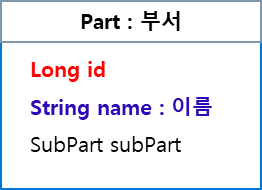 Part : 부서
Long id
String name : 이름
SubPart subPart